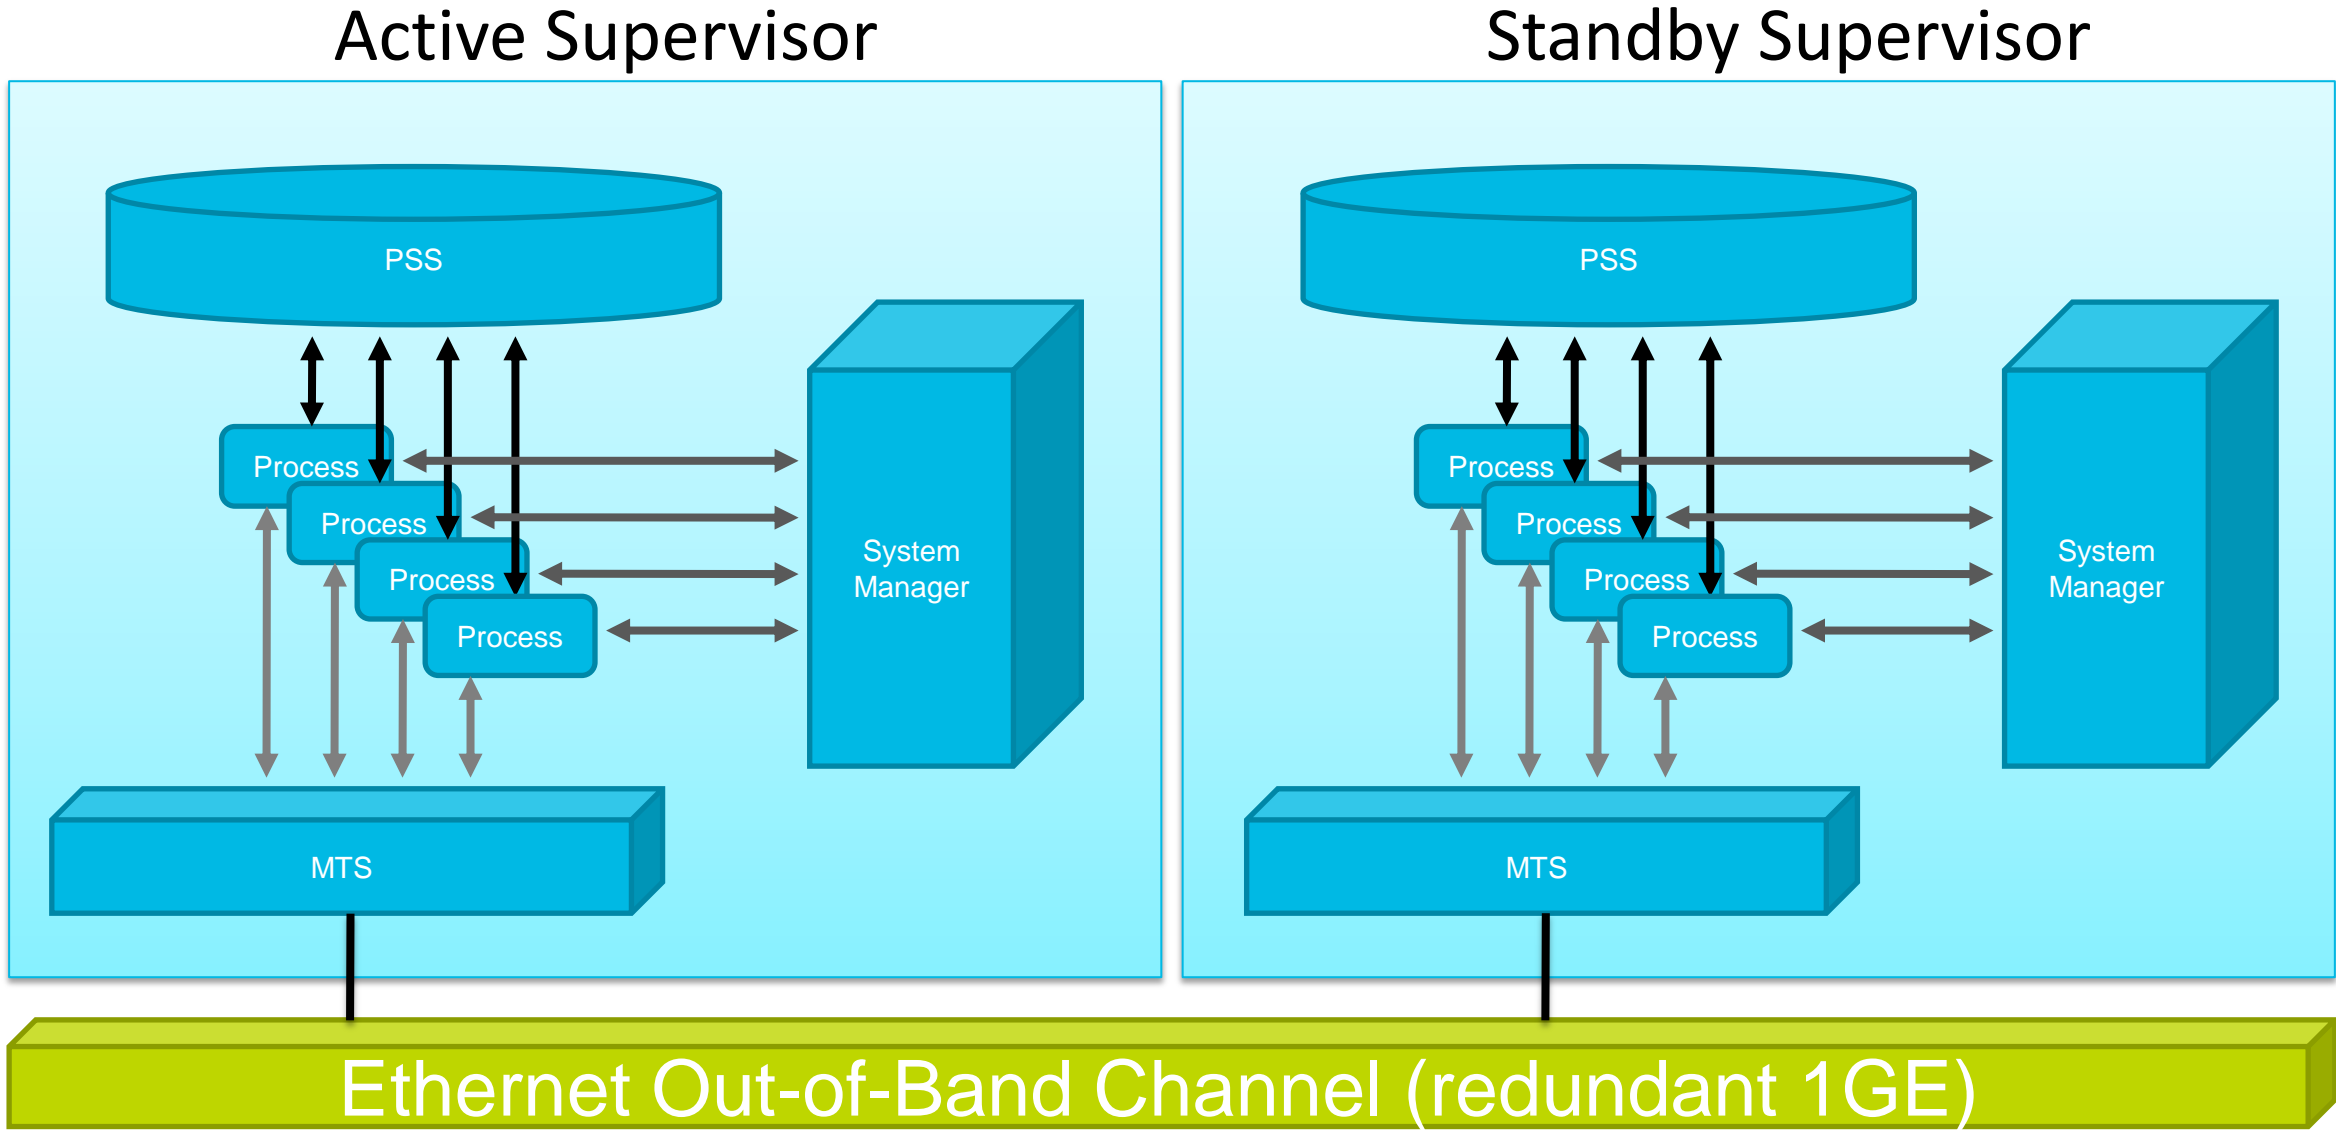 Active Supervisor
Standby Supervisor
PSS
Process
Process
Process
Process
System
Manager
MTS
PSS
Process
Process
Process
Process
System
Manager
MTS
Ethernet Out-of-Band Channel (redundant 1GE)